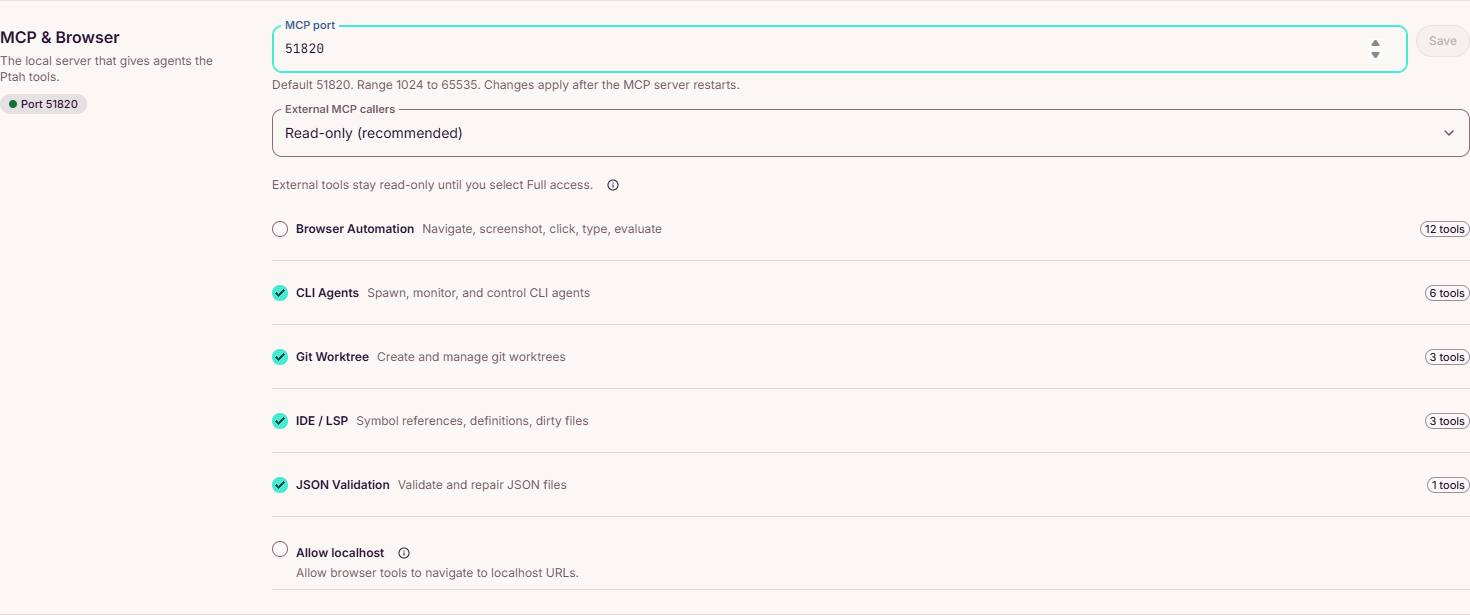 MCP & Browser
The local server that gives agents the
Ptah tools.
Port 51820
MCP port
51820
Save
Default 51820. Range 1024 to 65535. Changes apply after the MCP server restarts.
External MCP callers
Read-only (recommended)
External tools stay read-only until you select Full access.
Browser Automation Navigate, screenshot, click, type, evaluate 12 tools
CLI Agents Spawn, monitor, and control CLI agents 6 tools
Git Worktree Create and manage git worktrees 3 tools
IDE / LSP Symbol references, definitions, dirty files 3 tools
JSON Validation Validate and repair JSON files 1 tools
Allow localhost
Allow browser tools to navigate to localhost URLs.